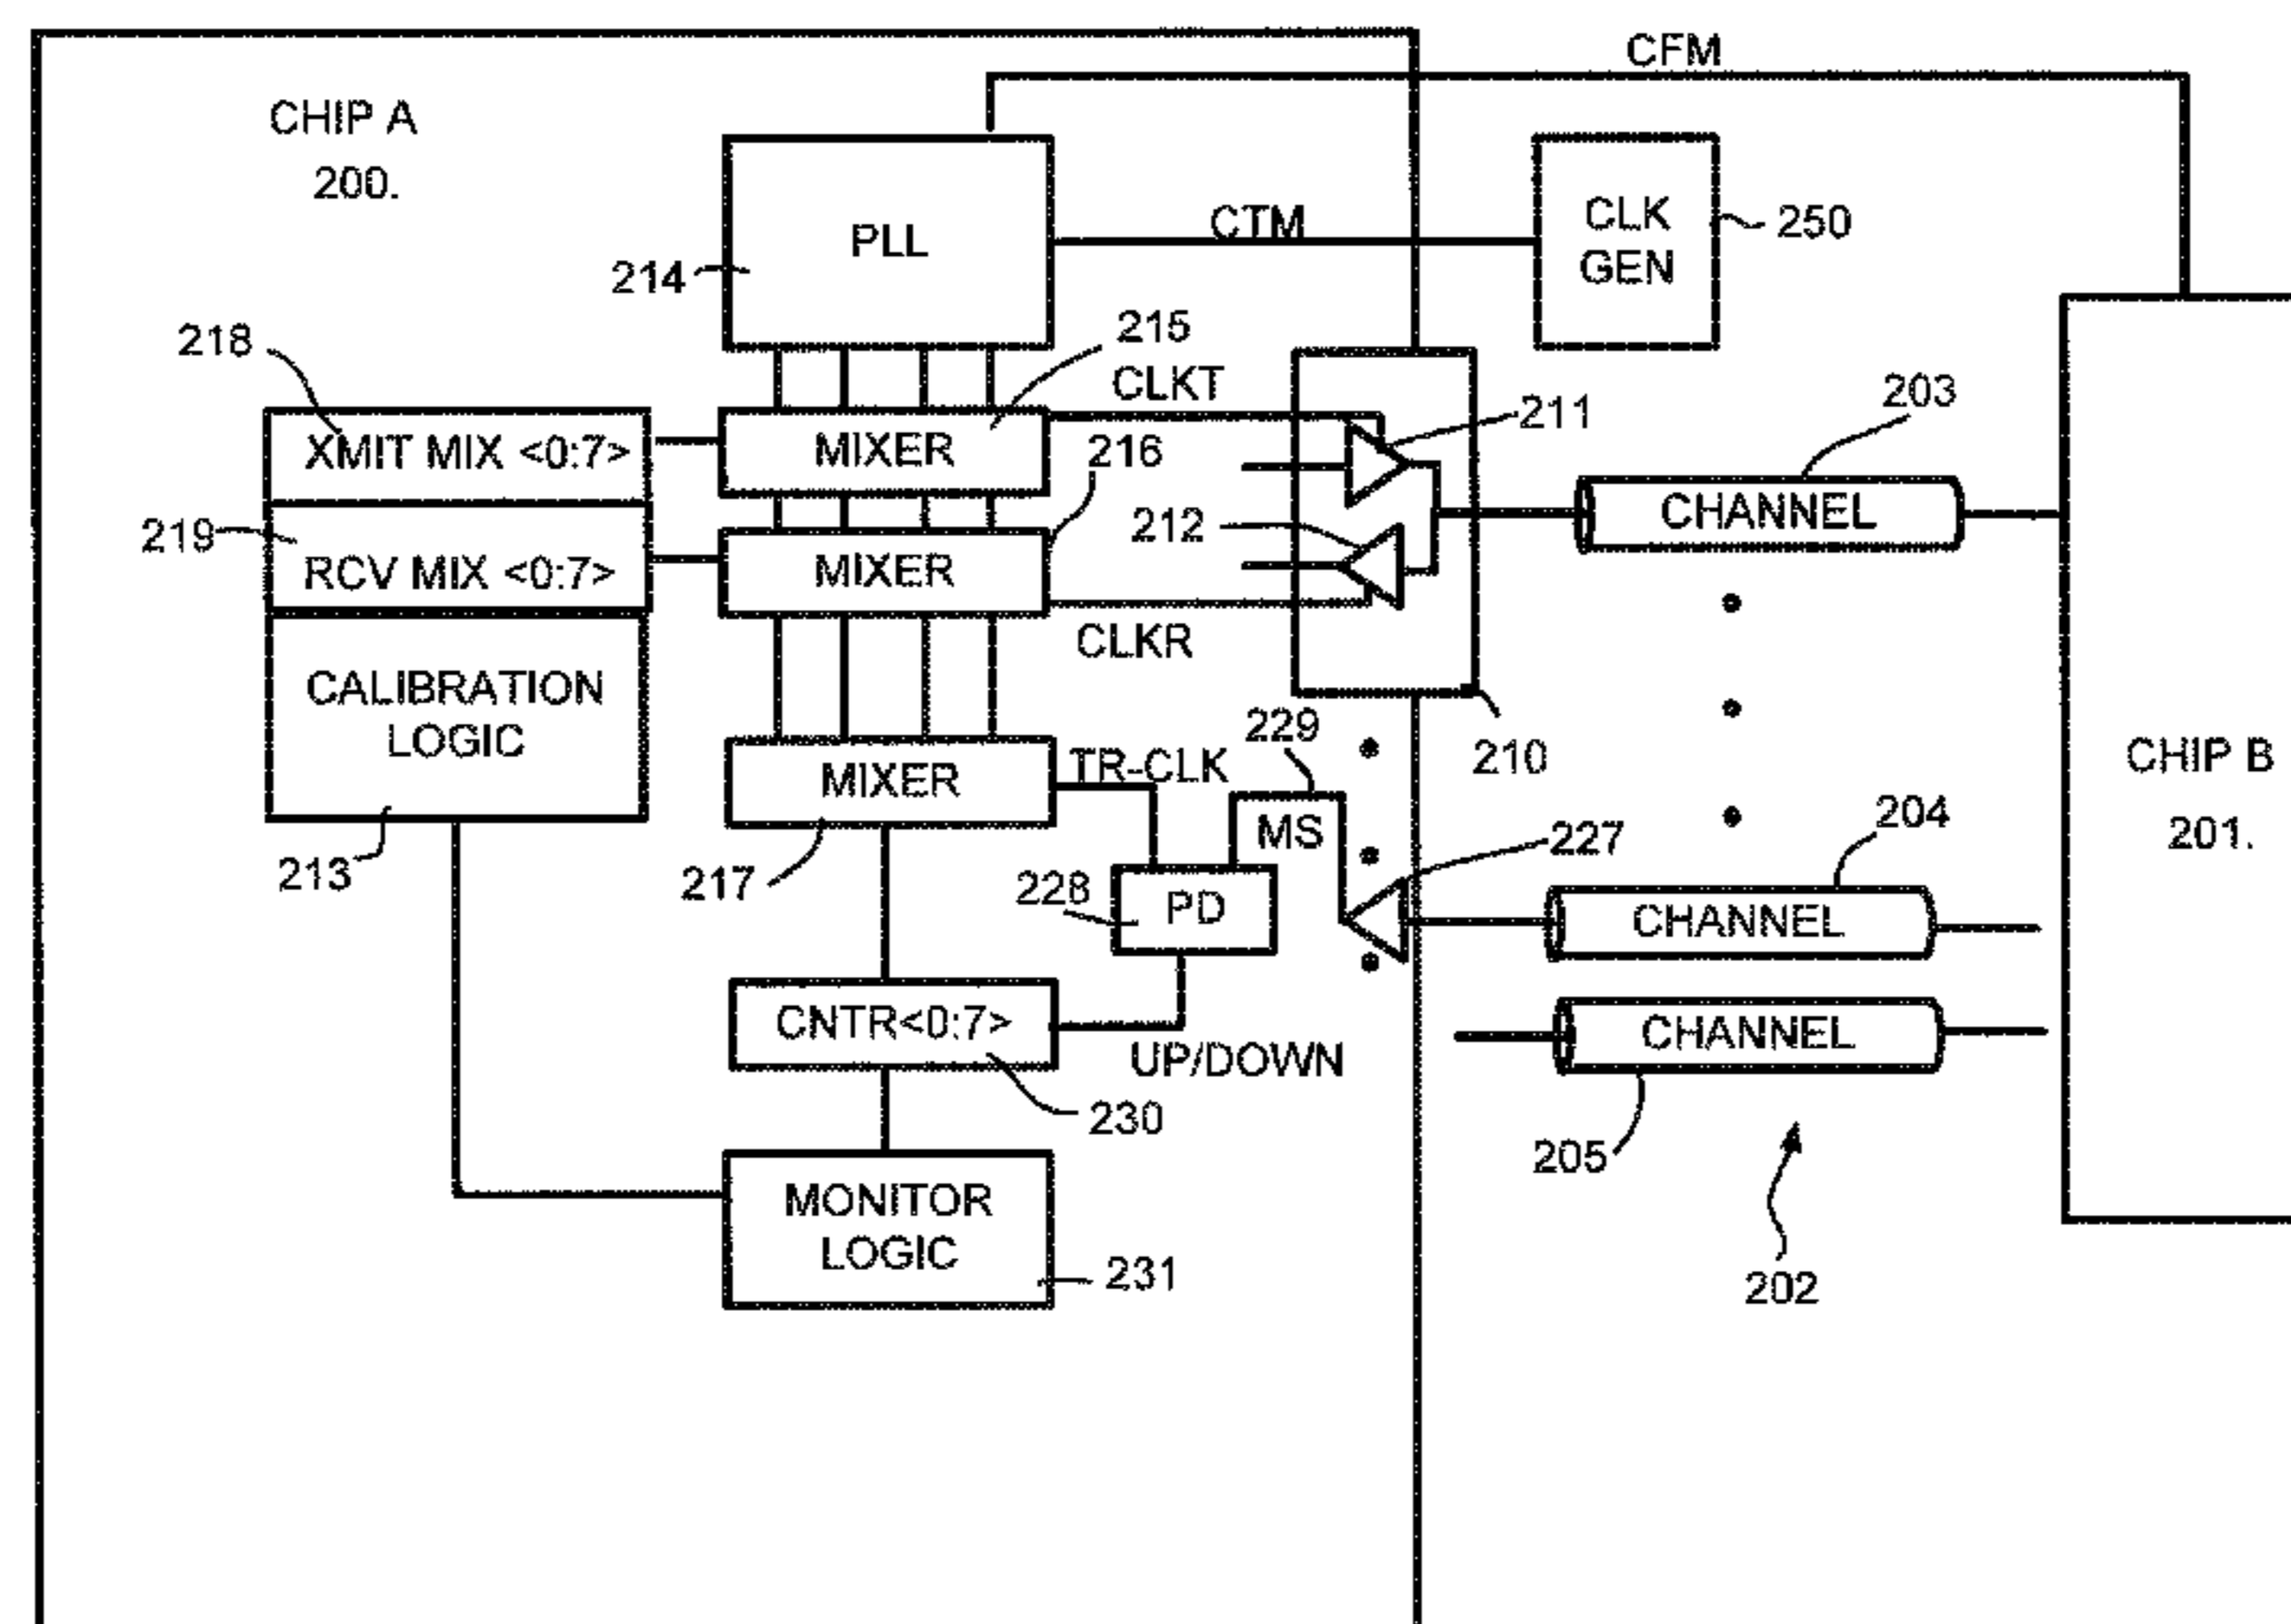 CFM
CHIP A
200.
PLL
214
CTM
CLK
GEN
250
218
215
CLKT
XMIT MIX <0:7>
MIXER
216
211
203
CHANNEL
219
RCV MIX <0:7>
MIXER
212
CLKR
CALIBRATION
LOGIC
213
MIXER
TR-CLK
229
210
MS
227
204
CHIP B
201.
217
228
PD
CHANNEL
CNTR<0:7>
UP/DOWN
230
CHANNEL
205
MONITOR
LOGIC
231
202